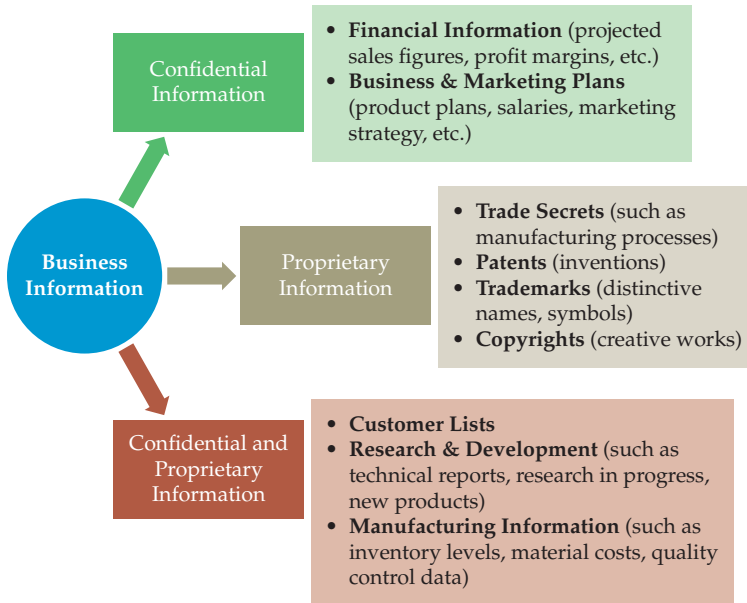 Business
Information
Confidential
Information
• Financial Information (projected
sales figures, profit margins, etc.)
• Business & Marketing Plans
(product plans, salaries, marketing
strategy, etc.)
Proprietary
Information
• Trade Secrets (such as
manufacturing processes)
• Patents (inventions)
• Trademarks (distinctive
names, symbols)
• Copyrights (creative works)
Confidential and
Proprietary
Information
• Customer Lists
• Research & Development (such as
technical reports, research in progress,
new products)
• Manufacturing Information (such as
inventory levels, material costs, quality
control data)